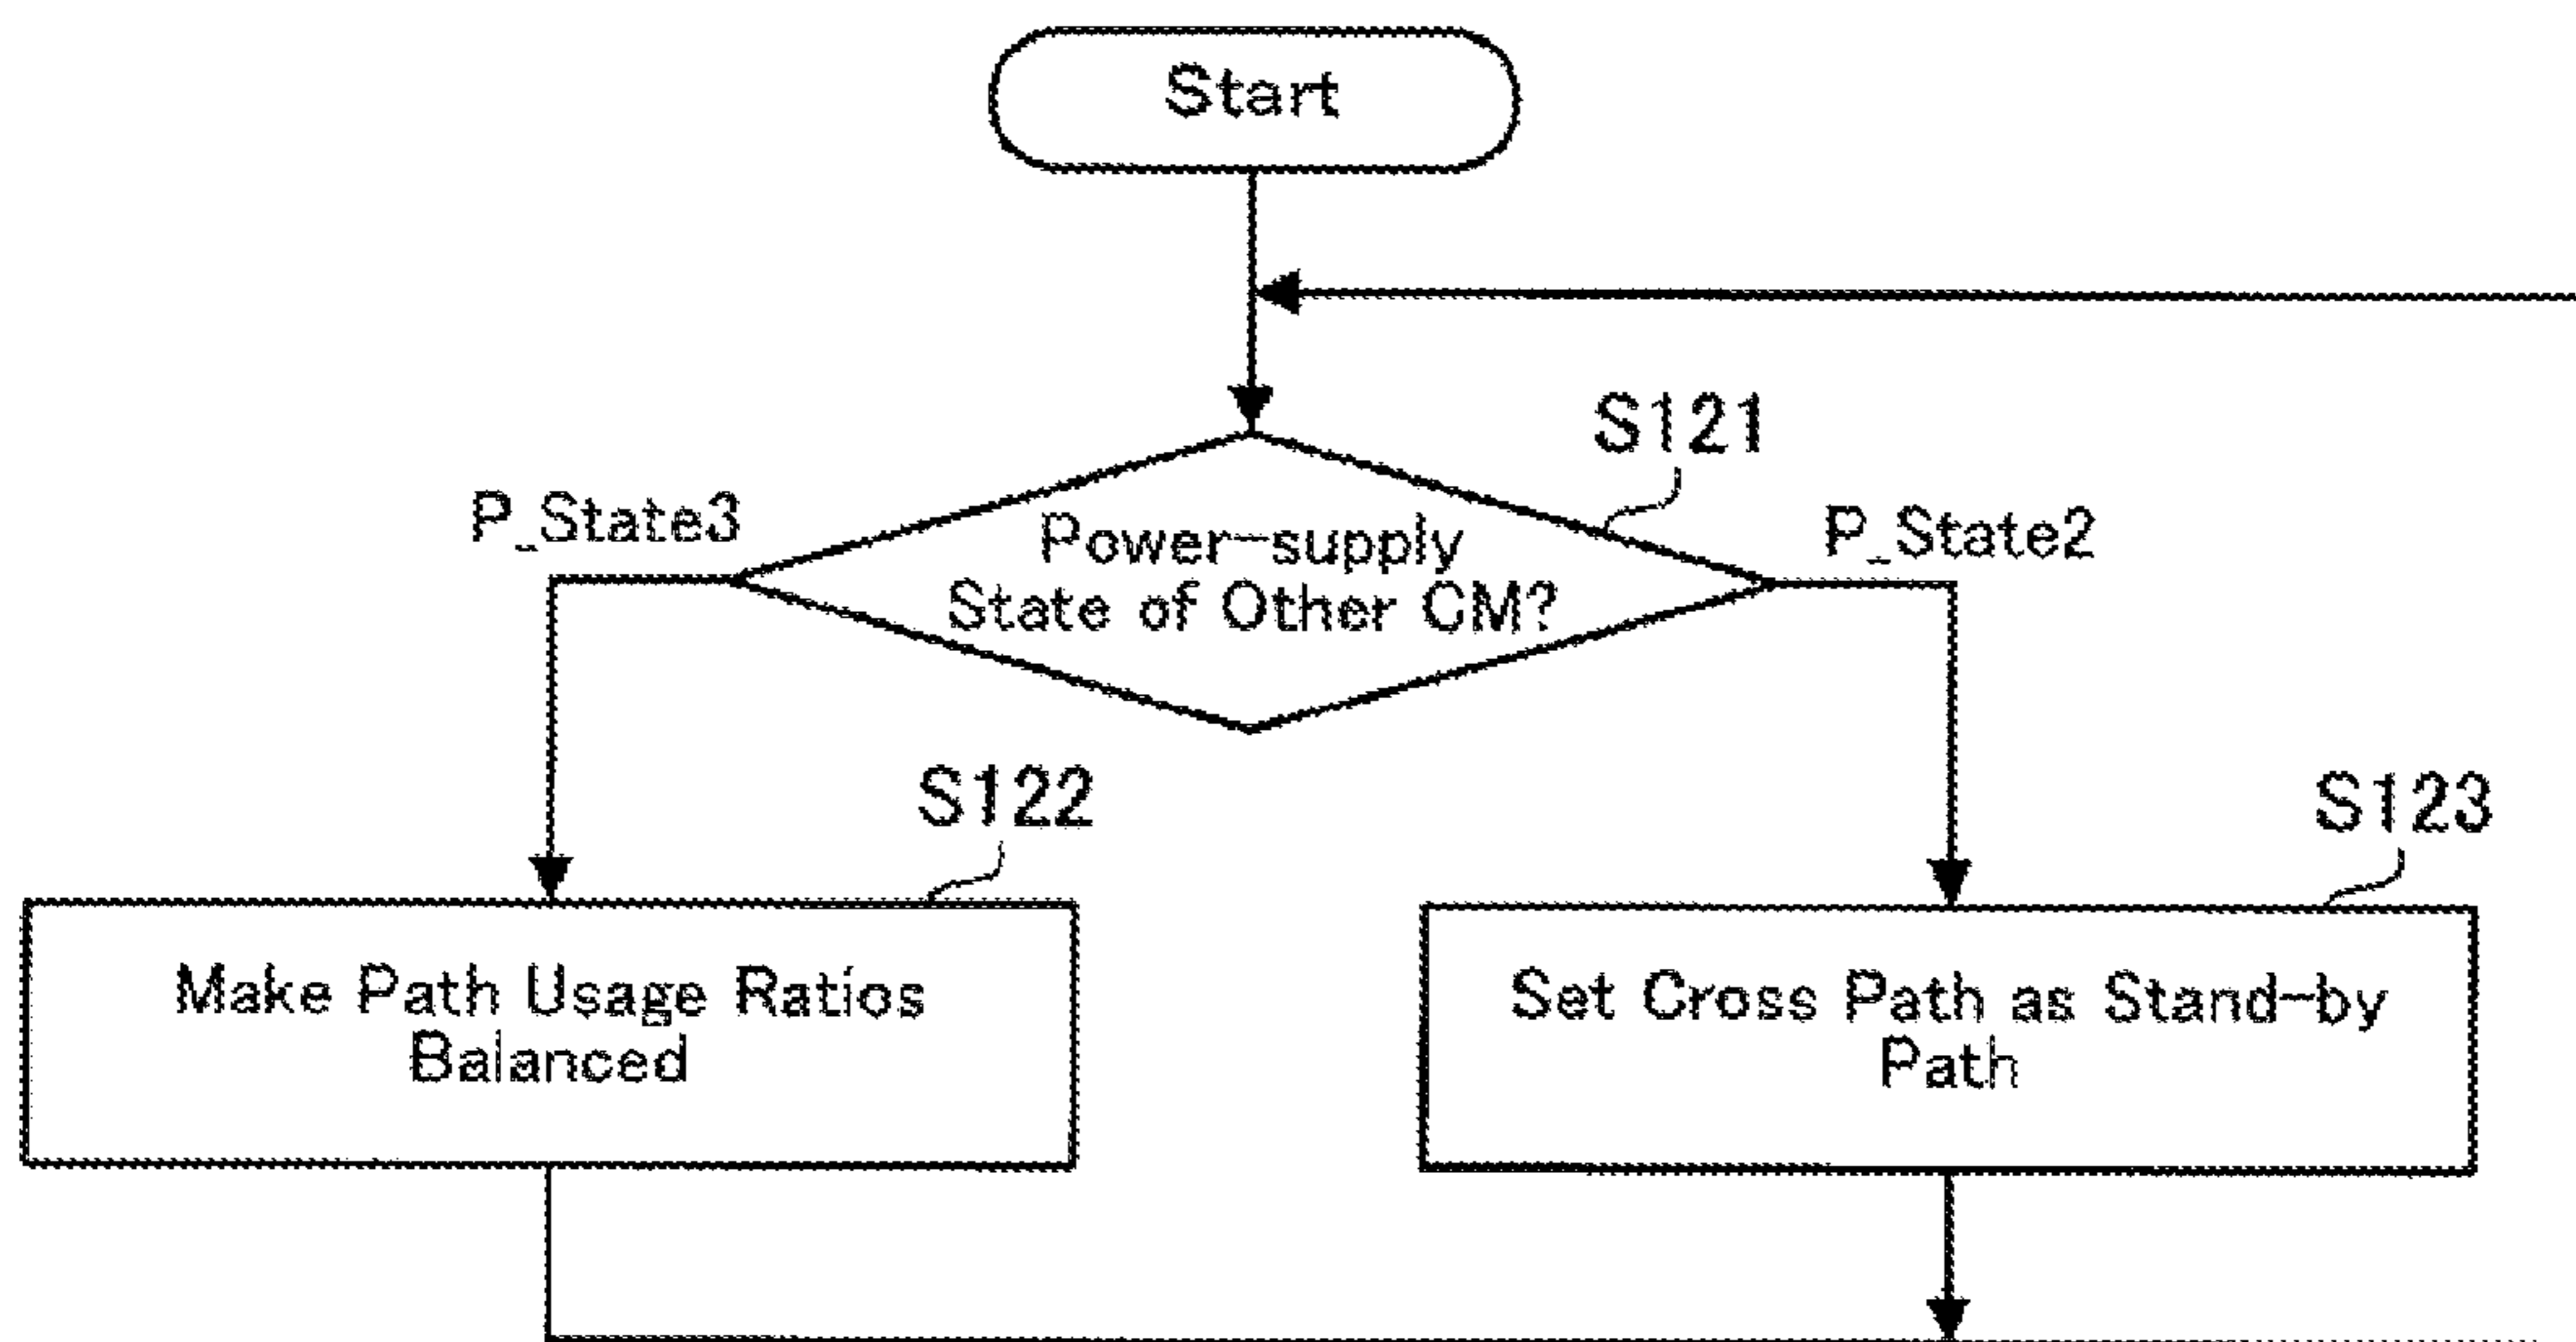 Start
S121
P_State3
P_State2
Power-supply
State of Other CM?
S122
S123
Make Path Usage Ratios
Balanced
Set Cross Path as Stand-by
Path